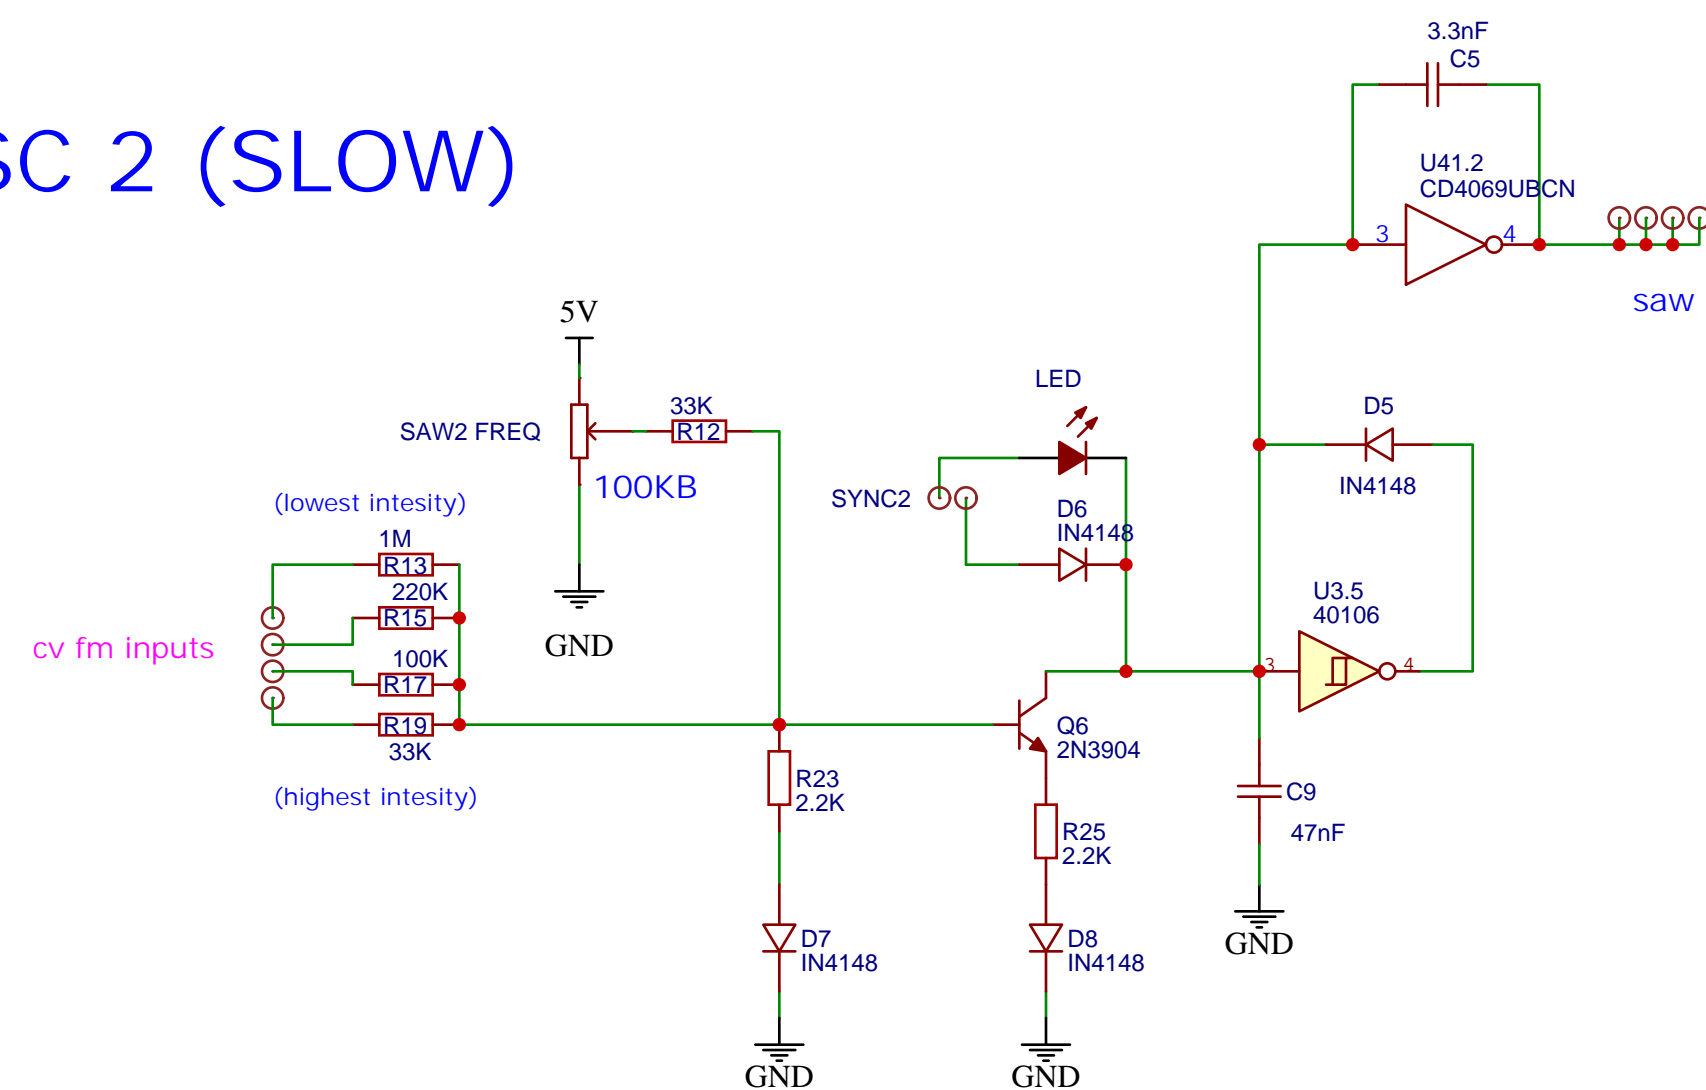 SC 2 (SLOW)
3.3nF
C5
U41.2
CD4069UBCN
3
4
saw
5V
SAW2 FREQ
33K
R12
100KB
GND
LED
SYNC2
D6
IN4148
D5
IN4148
(lowest intesity)
1M
R13
220K
R15
100K
R17
R19
33K
(highest intesity)
cv fm inputs
U3.5
40106
3
4
Q6
2N3904
R23
2.2K
R25
2.2K
C9
47nF
GND
D7
IN4148
D8
IN4148
GND
GND